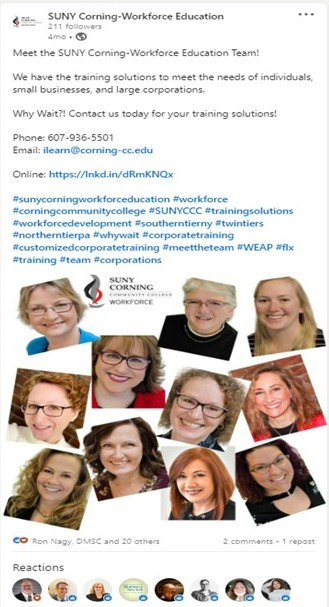 SUNY Corning-Workforce Education
211 followers
4mo •
Meet the SUNY Corning-Workforce Education Team!
We have the training solutions to meet the needs of individuals,
small businesses, and large corporations.
Why Wait?! Contact us today for your training solutions!
Phone: 607-936-5501
Email: ilearn@corning-cc.edu
Online: https://lnkd.in/dRmKNQx
#sunycorningworkforceeducation #workforce
#corningcommunitycollege #SUNYCCC #trainingsolutions
#workforcedevelopment #southerntierny #twintiers
#northerntierpa #whywait #corporatetraining
#customizedcorporatetraining #meettheteam #WEAP #flx
#training #team #corporations
SUNY
CORNING
COMMUNITY COLLEGE
WORKFORCE
Ron Nagy, DMSC and 20 others
2 comments • 1 repost
Reactions